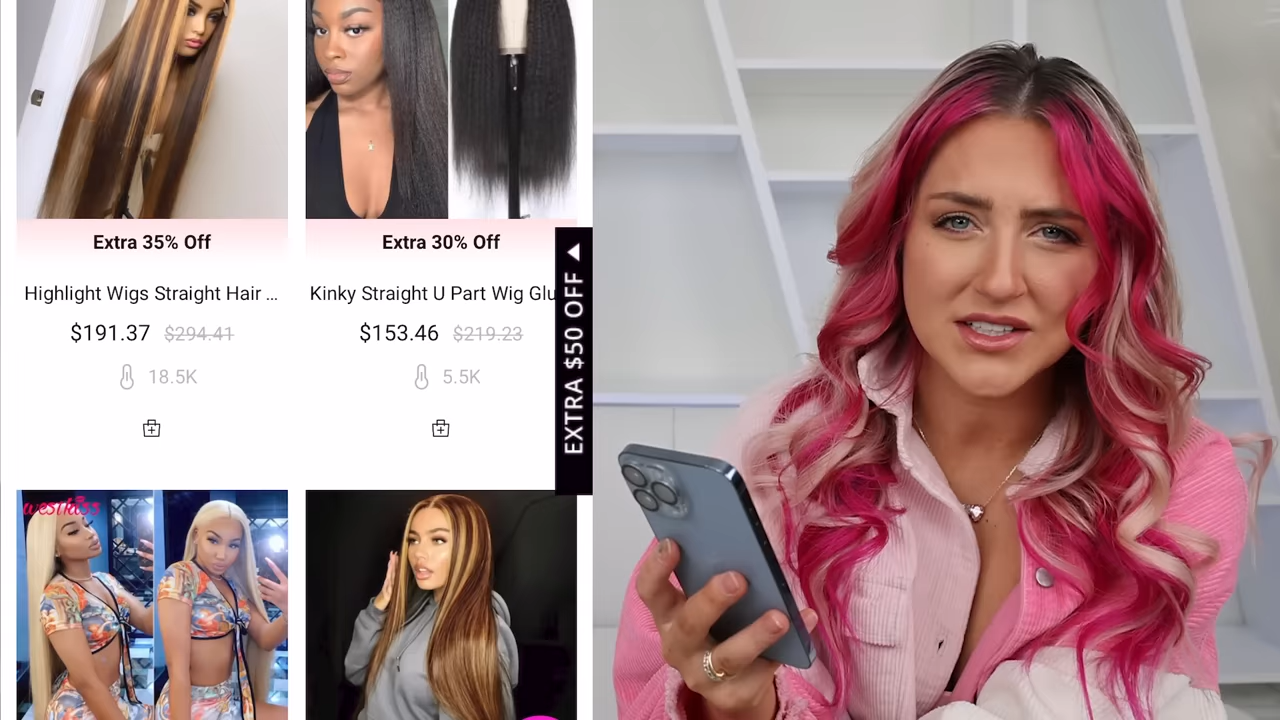 Extra 35% Off
Extra 30% Off
Highlight Wigs Straight Hair ...
Kinky Straight U Part Wig Glu
$191.37 $294.41
$153.46 $219.23
18.5K
5.5K
EXTRA $50 OFF
westkiss